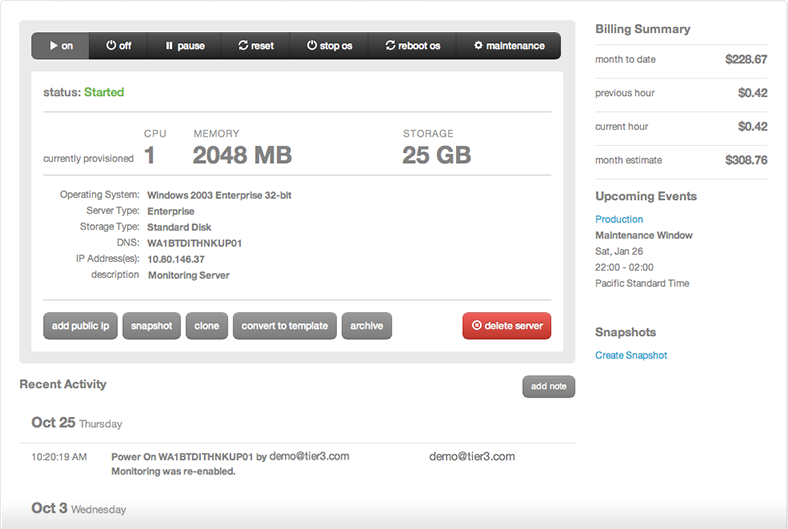 on off pause reset stop os reboot os maintenance
status: Started
CPU MEMORY STORAGE
currently provisioned 1 2048 MB 25 GB
Operating System: Windows 2003 Enterprise 32-bit
Server Type: Enterprise
Storage Type: Standard Disk
DNS: WA1BTDITHNKUP01
IP Address(es): 10.80.146.37
description Monitoring Server
add public ip snapshot clone convert to template archive delete server
Recent Activity add note
Oct 25 Thursday
10:20:19 AM Power On WA1BTDITHNKUP01 by demo@tier3.com demo@tier3.com
Monitoring was re-enabled.
Oct 3 Wednesday
Billing Summary
month to date $228.67
previous hour $0.42
current hour $0.42
month estimate $308.76
Upcoming Events
Production
Maintenance Window
Sat, Jan 26
22:00 - 02:00
Pacific Standard Time
Snapshots
Create Snapshot